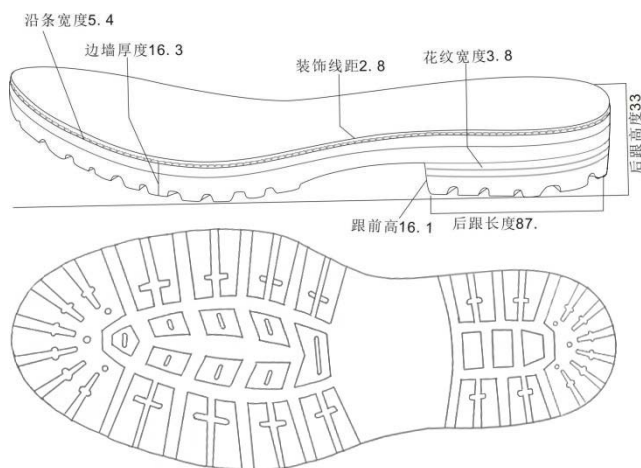 沿条宽度5.4
边墙厚度16.3
装饰线距2.8
花纹宽度3.8
后跟高度33
跟前高16.1
后跟长度87.